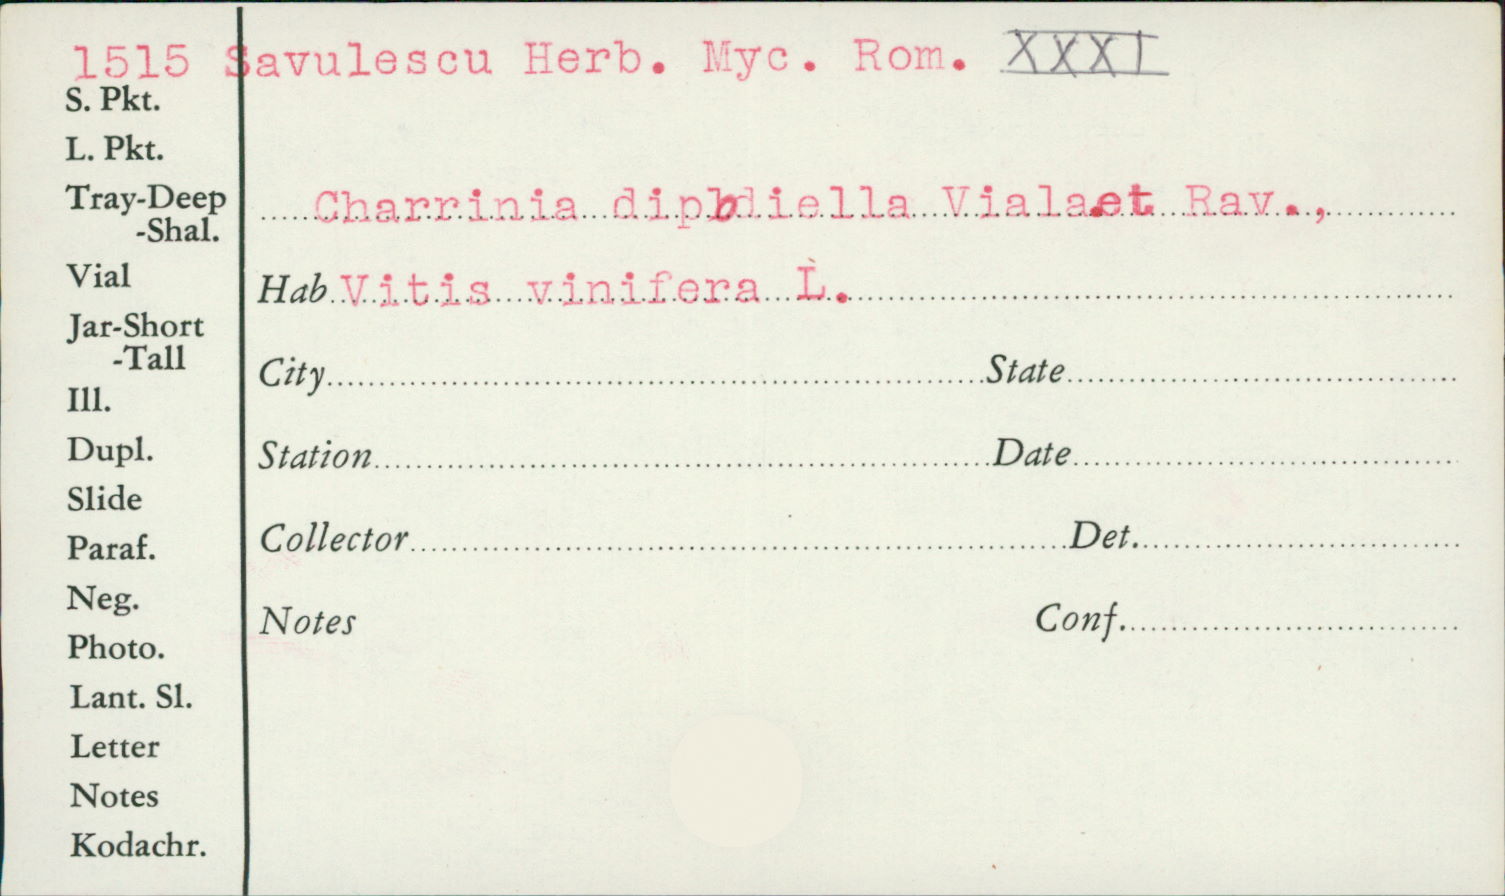 1515 Savulescu Herb. Myc. Rom. XXXI
S. Pkt.
L. Pkt.
Tray-Deep
-Shal.
Charrinia diplodiella Viala et Rav.,
Vial
Hab Vitis vinifera L.
Jar-Short
-Tall
City State
Ill.
Dupl.
Station Date
Slide
Paraf.
Collector Det.
Neg.
Notes Conf.
Photo.
Lant. Sl.
Letter
Notes
Kodachr.